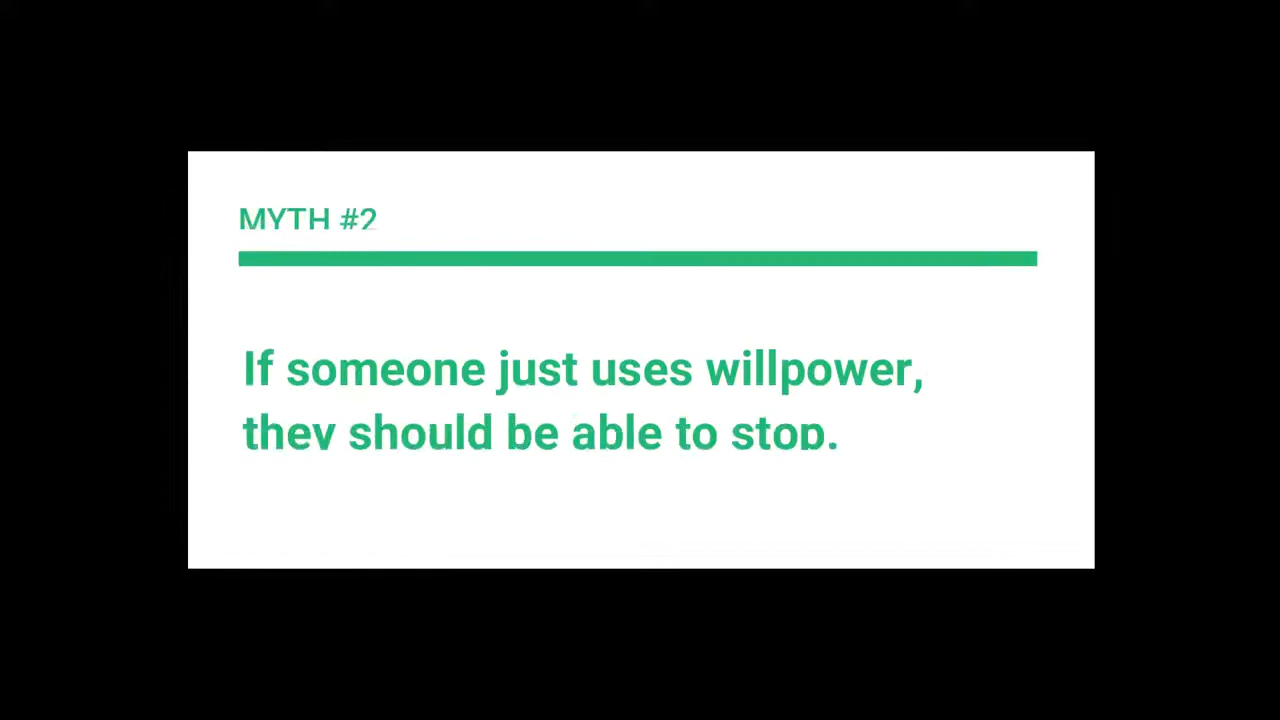 MYTH #2
If someone just uses willpower,
they should be able to stop.